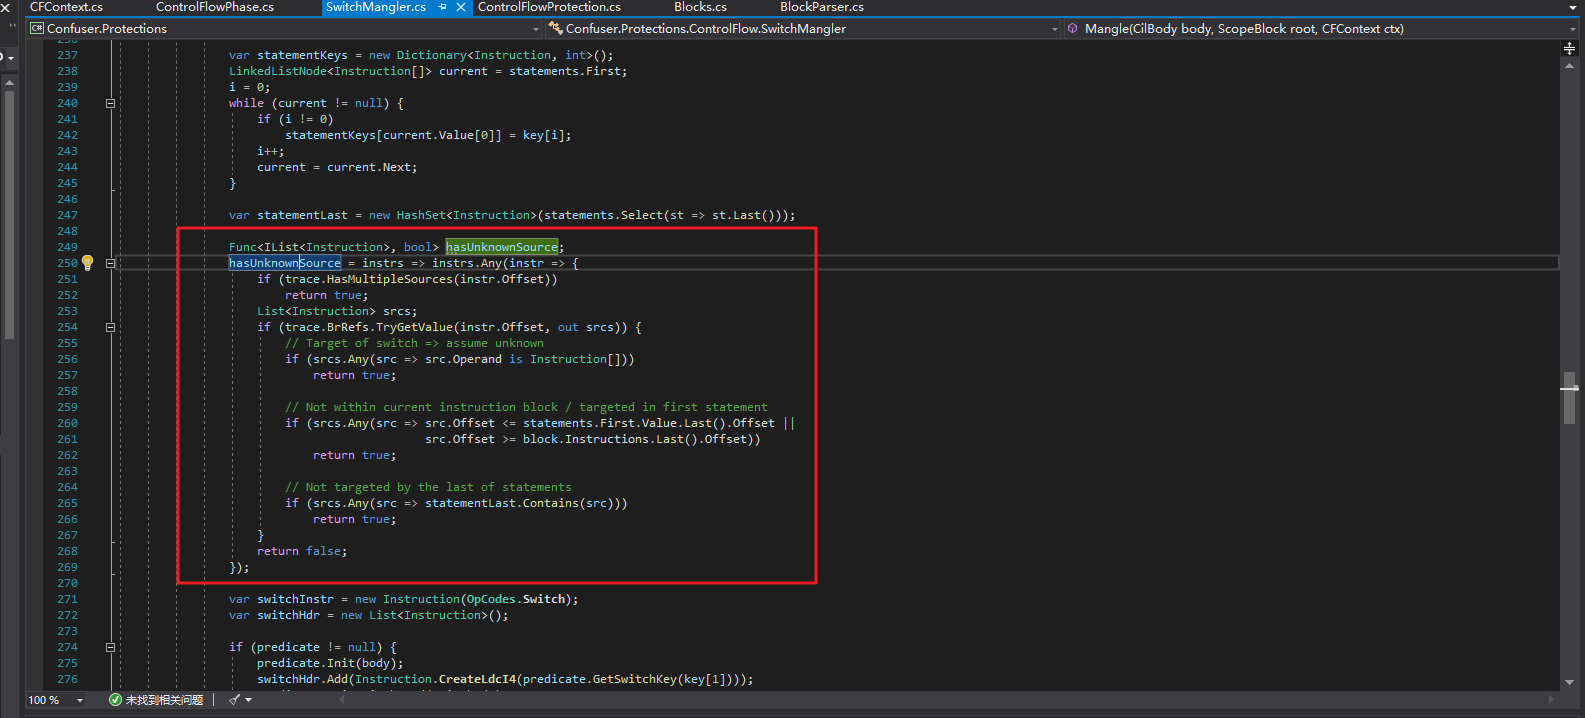 CFContext.cs ControlFlowPhase.cs SwitchMangler.cs ControlFlowProtection.cs Blocks.cs BlockParser.cs
C# Confuser.Protections Confuser.Protections.ControlFlow.SwitchMangler Mangle(CilBody body, ScopeBlock root, CFContext ctx)
236
237 var statementKeys = new Dictionary<Instruction, int>();
238 LinkedListNode<Instruction[]> current = statements.First;
239 i = 0;
240 while (current != null) {
241 if (i != 0)
242 statementKeys[current.Value[0]] = key[i];
243 i++;
244 current = current.Next;
245 }
246
247 var statementLast = new HashSet<Instruction>(statements.Select(st => st.Last()));
248
249 Func<IList<Instruction>, bool> hasUnknownSource;
250 hasUnknownSource = instrs => instrs.Any(instr => {
251 if (trace.HasMultipleSources(instr.Offset))
252 return true;
253 List<Instruction> srcs;
254 if (trace.BrRefs.TryGetValue(instr.Offset, out srcs)) {
255 // Target of switch => assume unknown
256 if (srcs.Any(src => src.Operand is Instruction[]))
257 return true;
258
259 // Not within current instruction block / targeted in first statement
260 if (srcs.Any(src => src.Offset <= statements.First.Value.Last().Offset ||
261 src.Offset >= block.Instructions.Last().Offset))
262 return true;
263
264 // Not targeted by the last of statements
265 if (srcs.Any(src => statementLast.Contains(src)))
266 return true;
267 }
268 return false;
269 });
270
271 var switchInstr = new Instruction(OpCodes.Switch);
272 var switchHdr = new List<Instruction>();
273
274 if (predicate != null) {
275 predicate.Init(body);
276 switchHdr.Add(Instruction.CreateLdcI4(predicate.GetSwitchKey(key[1])));
100 % 未找到相关问题